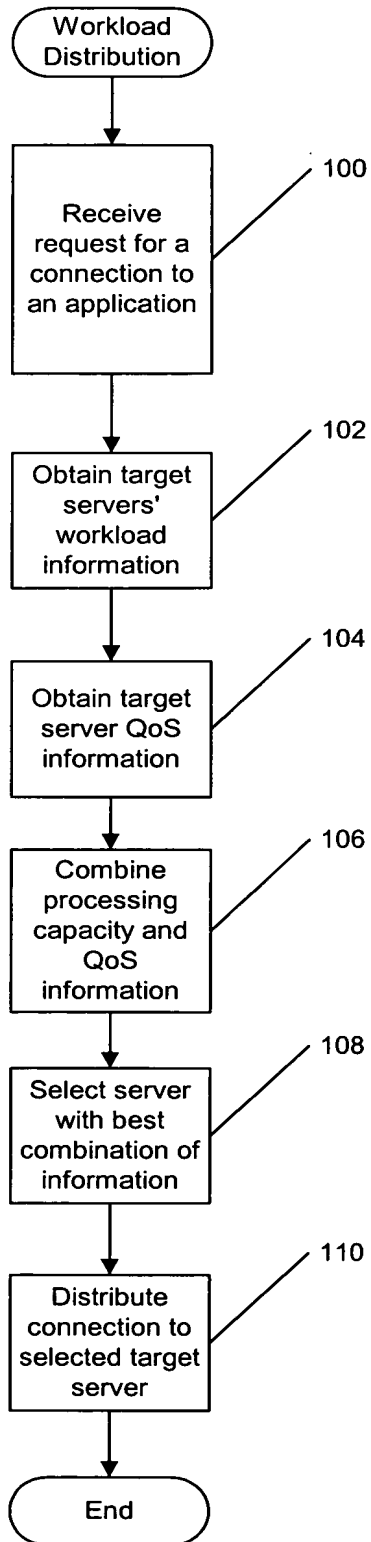 Workload
Distribution
100
Receive
request for a
connection to
an application
102
Obtain target
servers'
workload
information
104
Obtain target
server QoS
information
106
Combine
processing
capacity and
QoS
information
108
Select server
with best
combination of
information
110
Distribute
connection to
selected target
server
End